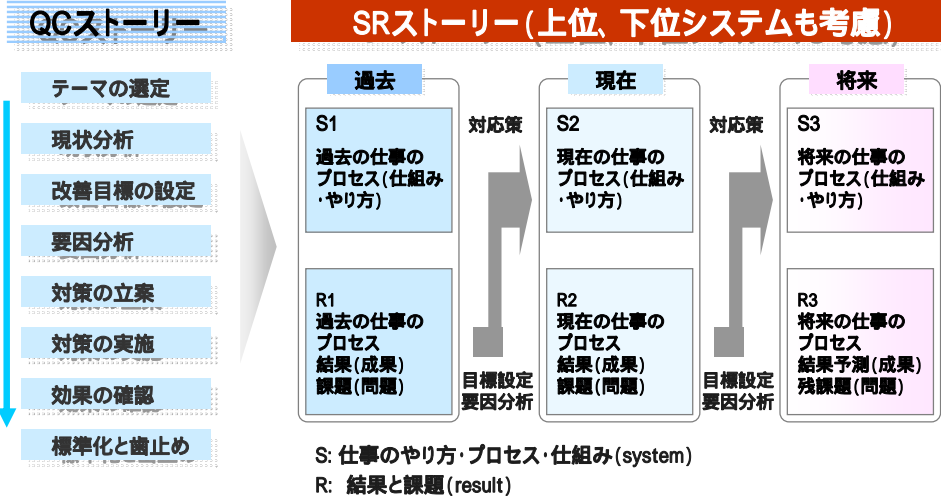 QCストーリー
テーマの選定
現状分析
改善目標の設定
要因分析
対策の立案
対策の実施
効果の確認
標準化と歯止め
SRストーリー(上位、下位システムも考慮)
過去
S1
過去の仕事の
プロセス(仕組み
・やり方)
R1
過去の仕事の
プロセス
結果(成果)
課題(問題)
対応策
目標設定
要因分析
現在
S2
現在の仕事の
プロセス(仕組み
・やり方)
R2
現在の仕事の
プロセス
結果(成果)
課題(問題)
対応策
目標設定
要因分析
将来
S3
将来の仕事の
プロセス(仕組み
・やり方)
R3
将来の仕事の
プロセス
結果予測(成果)
残課題(問題)
S: 仕事のやり方・プロセス・仕組み(system)
R: 結果と課題(result)